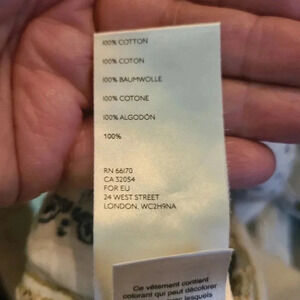 100% COTTON
100% COTON
100% BAUMWOLLE
100% COTONE
100% ALGODÓN
100%
RN 66170
CA 32054
FOR EU
24 WEST STREET
LONDON, WC2H9NA
Ce vêtement contient
colorant qui peut décolorer
lesquels